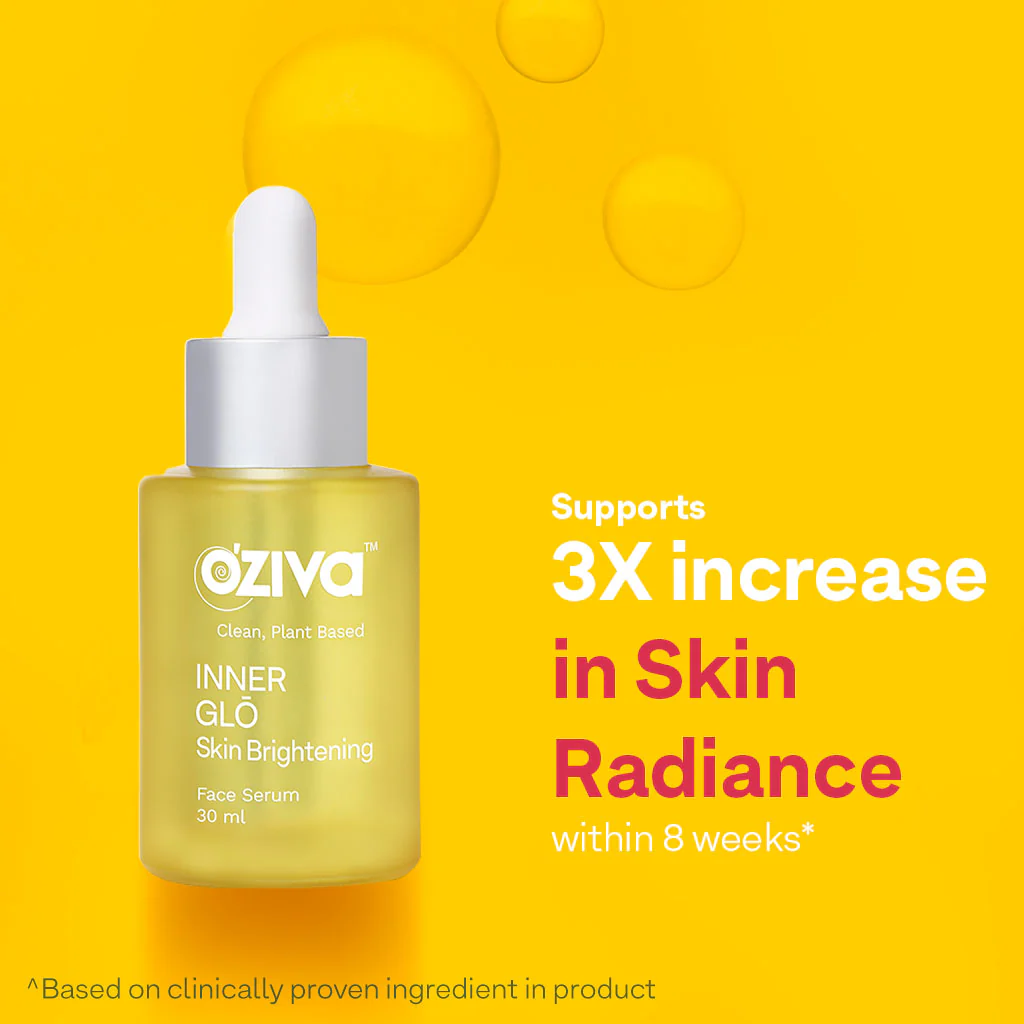 O'ZIVA™
Clean, Plant Based
INNER
GLŌ
Skin Brightening
Face Serum
30 ml
Supports
3X increase
in Skin
Radiance
within 8 weeks*
^Based on clinically proven ingredient in product